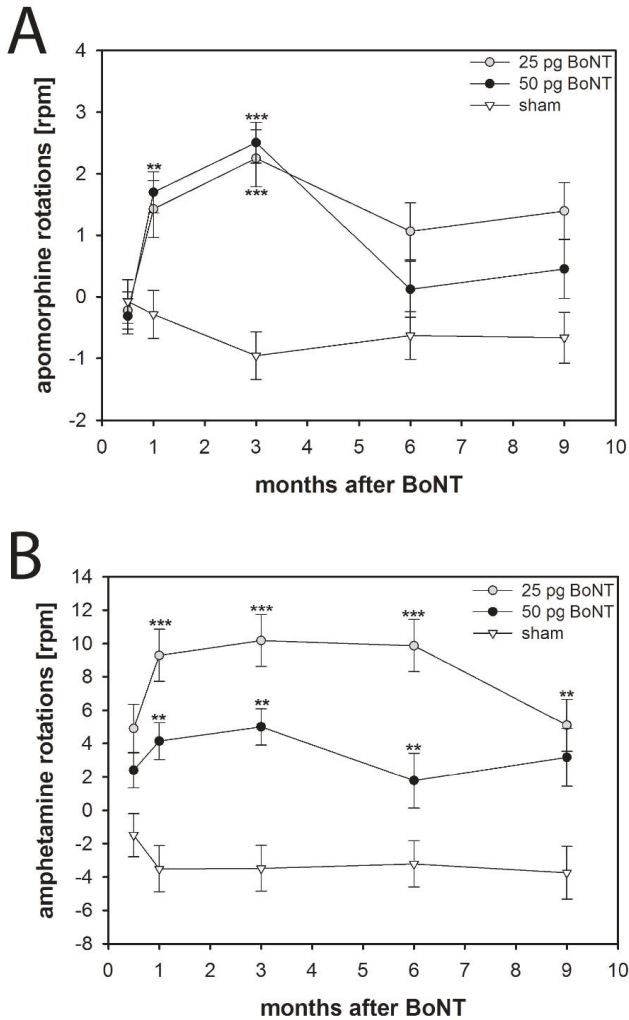 A
4
3
2
1
0
-1
-2
apomorphine rotations [rpm]
25 pg BoNT
50 pg BoNT
sham
**
***
***
0 1 2 3 4 5 6 7 8 9 10
months after BoNT
B
14
12
10
8
6
4
2
0
-2
-4
-6
-8
amphetamine rotations [rpm]
25 pg BoNT
50 pg BoNT
sham
*** *** ***
**
** **
**
0 1 3 4 5 6 7 8 9 10
months after BoNT